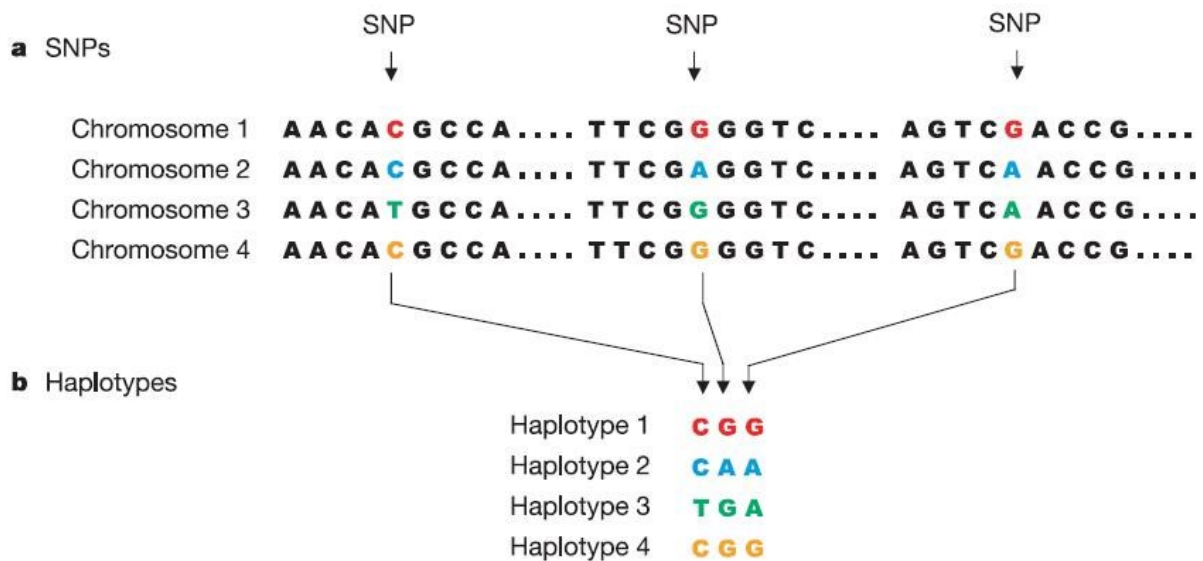 SNP SNP SNP
a SNPs
Chromosome 1 AACACGCCA.... TTCGGGGTC.... AGTCGACCG....
Chromosome 2 AACACGCCA.... TTCGAGGTC.... AGTCAACCG....
Chromosome 3 AACATGCCA.... TTCGGGGTC.... AGTCAACCG....
Chromosome 4 AACACGCCA.... TTCGGGGTC.... AGTCGACCG....
b Haplotypes
Haplotype 1 CGG
Haplotype 2 CAA
Haplotype 3 TGA
Haplotype 4 CGG